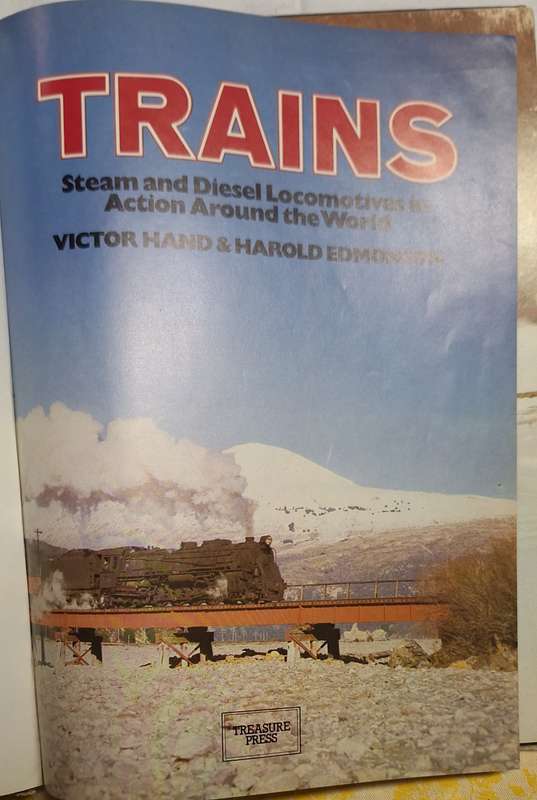 TRAINS
Steam and Diesel Locomotives in
Action Around the World
VICTOR HAND & HAROLD EDMONSON
TREASURE
PRESS